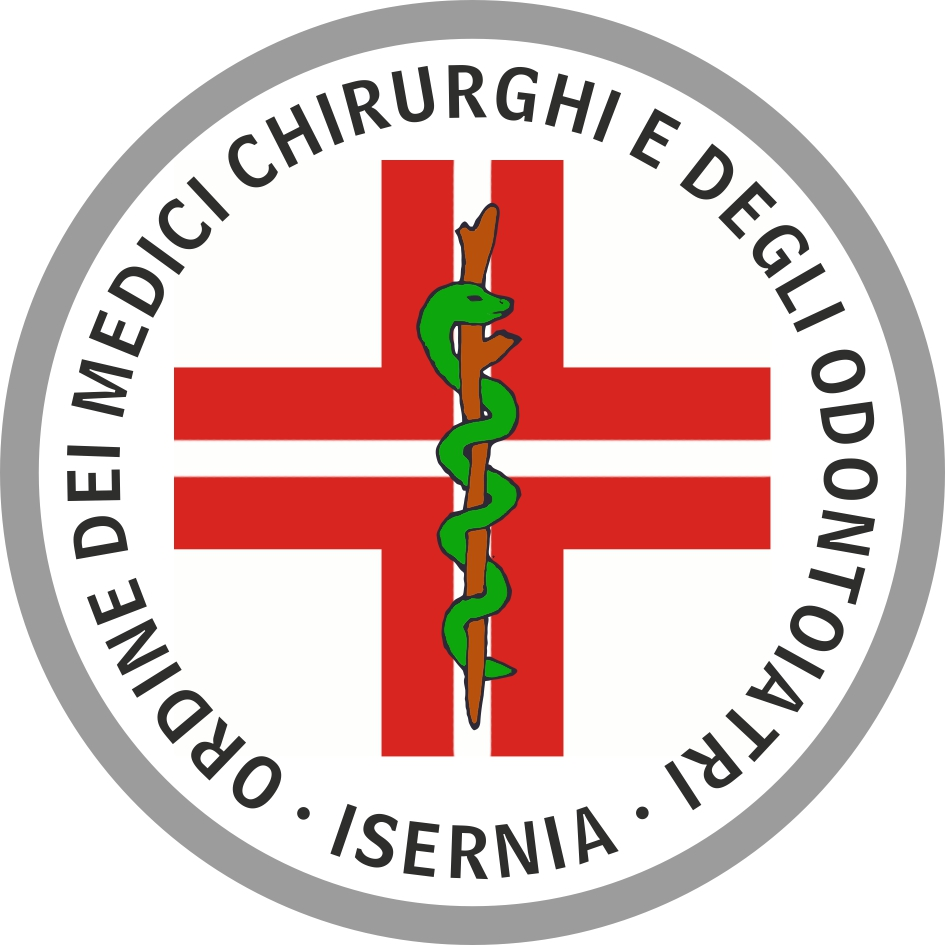 ORDINE DEI MEDICI CHIRURGHI E DEGLI ODONTOIATRI
· ISERNIA ·